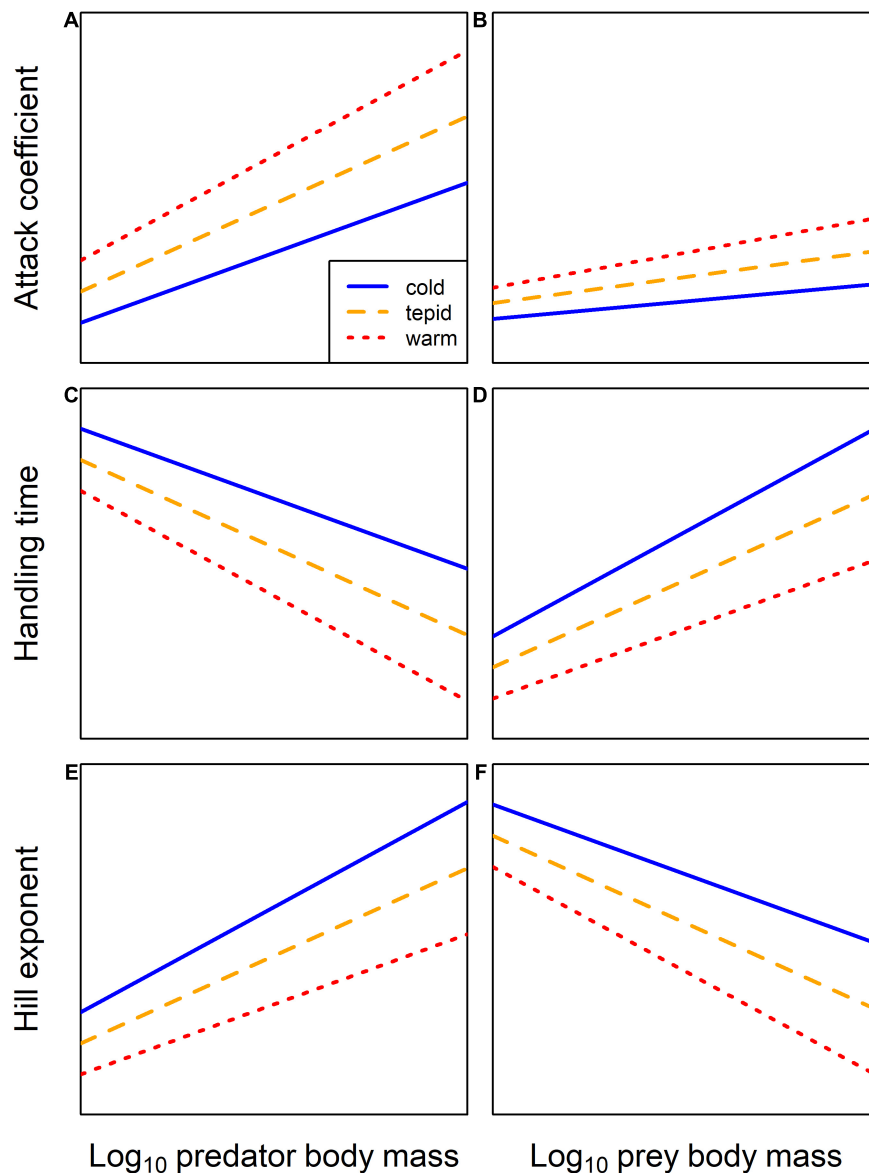 A
B
Attack coefficient
cold
tepid
warm
C
D
Handling time
E
F
Hill exponent
Log₁₀ predator body mass
Log₁₀ prey body mass